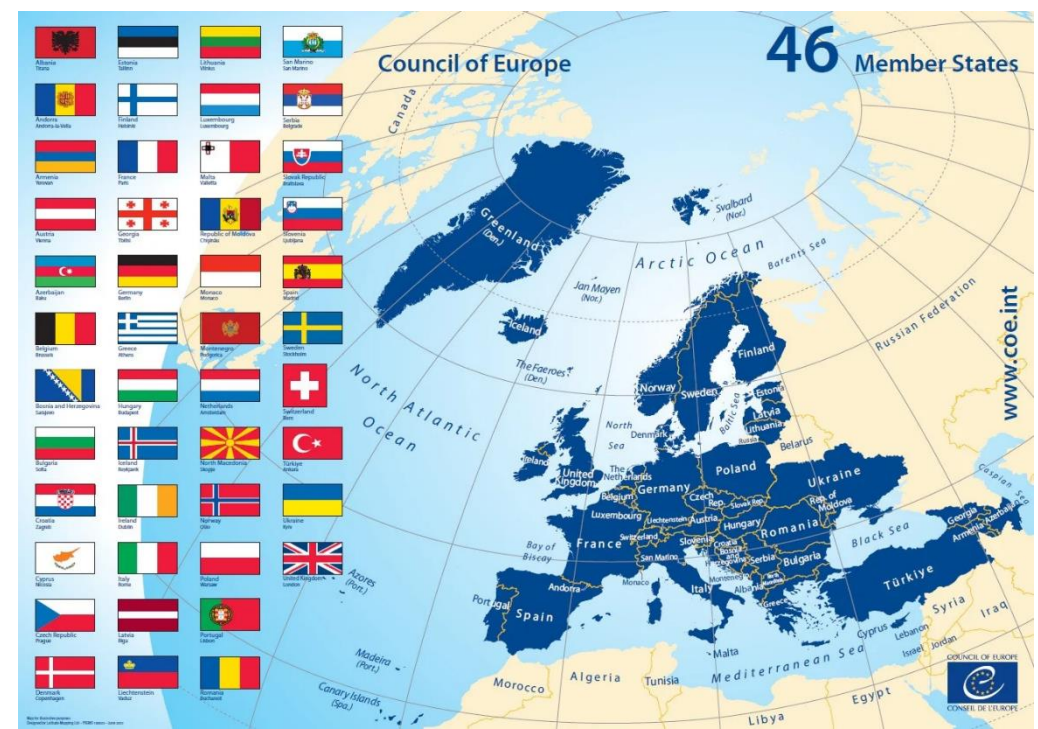 Council of Europe
46 Member States
Albania
Tirana
Estonia
Tallinn
Lithuania
Vilnius
San Marino
San Marino
Andorra
Andorra la Vella
Finland
Helsinki
Luxembourg
Luxembourg
Serbia
Belgrade
Armenia
Yerevan
France
Paris
Malta
Valletta
Slovak Republic
Bratislava
Austria
Vienna
Georgia
Tbilisi
Republic of Moldova
Chişinău
Slovenia
Ljubljana
Azerbaijan
Baku
Germany
Berlin
Monaco
Monaco
Spain
Madrid
Belgium
Brussels
Greece
Athens
Montenegro
Podgorica
Sweden
Stockholm
Bosnia and Herzegovina
Sarajevo
Hungary
Budapest
Netherlands
Amsterdam
Switzerland
Bern
Bulgaria
Sofia
Iceland
Reykjavik
North Macedonia
Skopje
Türkiye
Ankara
Croatia
Zagreb
Ireland
Dublin
Norway
Oslo
Ukraine
Kyiv
Cyprus
Nicosia
Italy
Rome
Poland
Warsaw
United Kingdom
London
Czech Republic
Prague
Latvia
Riga
Portugal
Lisbon
Denmark
Copenhagen
Liechtenstein
Vaduz
Romania
Bucharest
Canada
Greenland
(Den.)
Svalbard
(Nor.)
Arctic Ocean
Barents Sea
Jan Mayen
(Nor.)
Iceland
The Faeroes
(Den.)
Russian Federation
www.coe.int
North Atlantic
Ocean
Norway
Sweden
Finland
Baltic Sea
Estonia
Latvia
Lithuania
Russia
Belarus
North
Sea
Denmark
Ireland
United
Kingdom
The
Netherlands
Belgium
Germany
Poland
Ukraine
Luxembourg
Czech
Rep.
Slovak Rep.
Rep. of
Moldova
Liechtenstein
Austria
Hungary
Romania
France
Switzerland
Slovenia
Croatia
Bosnia
and
Herzegovina
Serbia
Bulgaria
San Marino
Bay of
Biscay
Monaco
Montenegro
Italy
Andorra
Portugal
Spain
Greece
Black Sea
Caspian Sea
Georgia
Armenia
Azerbaijan
Türkiye
Azores
(Port.)
Madeira
(Port.)
Canary Islands
(Spa.)
Malta
Mediterranean Sea
Cyprus
Syria
Iraq
Lebanon
Israel
Jordan
Morocco
Algeria
Tunisia
Libya
Egypt
COUNCIL OF EUROPE
CONSEIL DE L'EUROPE